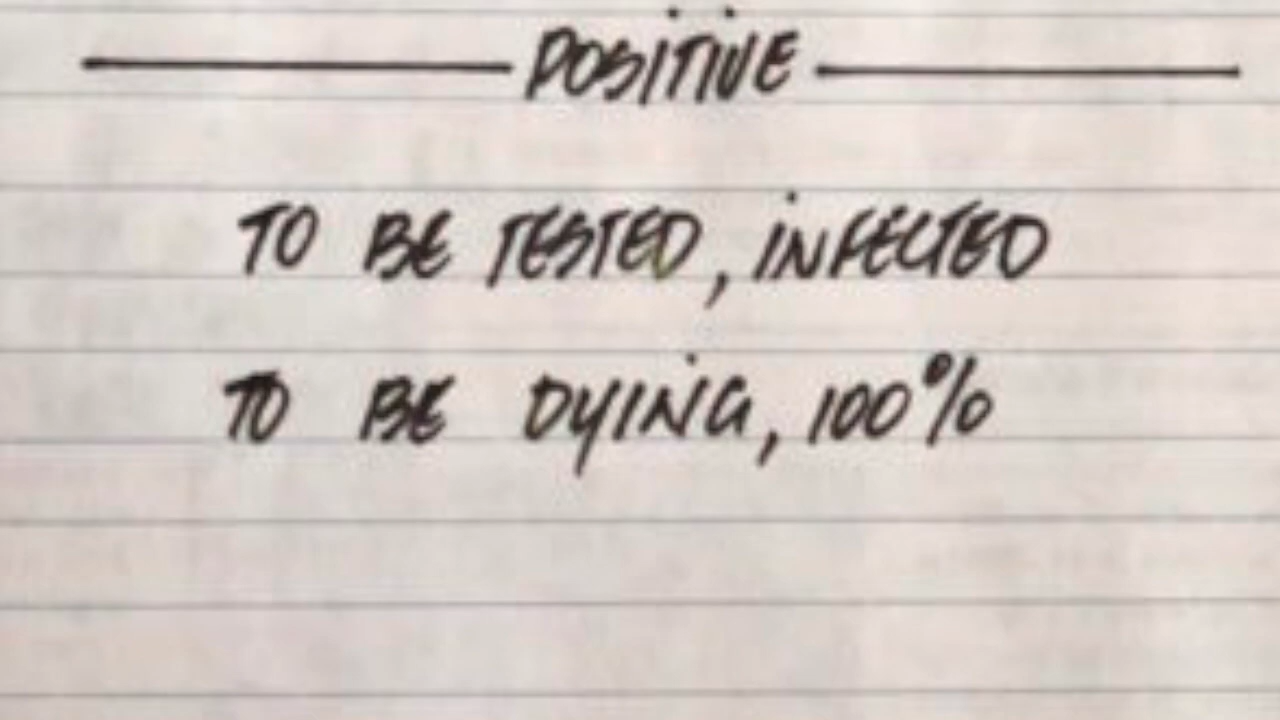 POSITIVE
TO BE TESTED, INFECTED
TO BE DYING, 100%